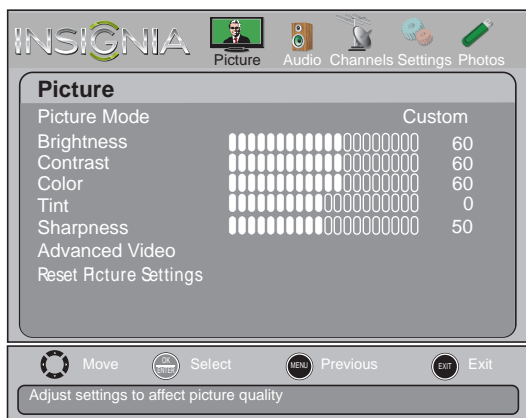 INSIGNIA
Picture Audio Channels Settings Photos
Picture
Picture Mode Custom
Brightness 60
Contrast 60
Color 60
Tint 0
Sharpness 50
Advanced Video
Reset Picture Settings
Move OK ENTER Select MENU Previous EXIT Exit
Adjust settings to affect picture quality